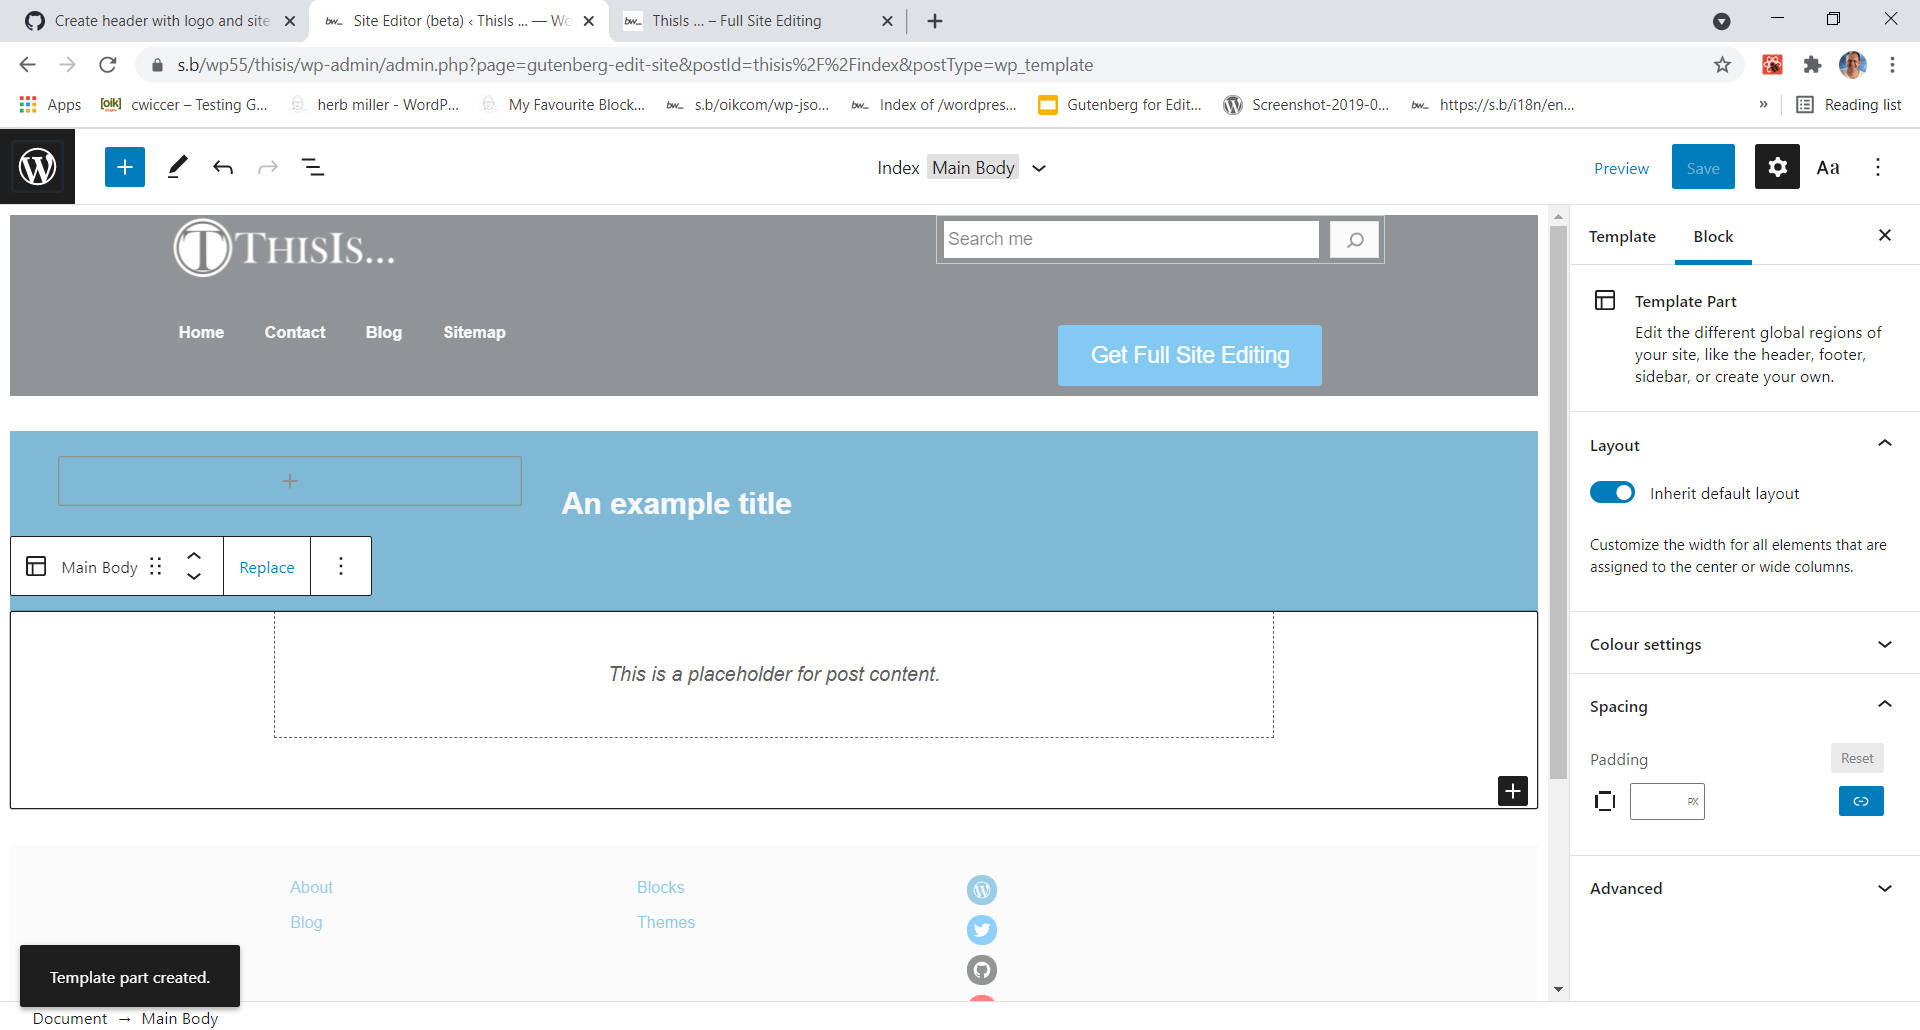 Create header with logo and site
bw_ Site Editor (beta) ‹ ThisIs ... — Wo
bw_ ThisIs ... – Full Site Editing
s.b/wp55/thisis/wp-admin/admin.php?page=gutenberg-edit-site&postId=thisis%2F%2Findex&postType=wp_template
Apps
[oik] cwiccer – Testing G...
herb miller - WordP...
My Favourite Block...
bw_ s.b/oikcom/wp-jso...
bw_ Index of /wordpres...
Gutenberg for Edit...
Screenshot-2019-0...
bw_ https://s.b/i18n/en...
»
Reading list
Index Main Body
Preview
Save
Aa
THISIS...
Search me
Home
Contact
Blog
Sitemap
Get Full Site Editing
An example title
Main Body
Replace
This is a placeholder for post content.
About
Blocks
Blog
Themes
Template part created.
Document → Main Body
Template
Block
Template Part
Edit the different global regions of
your site, like the header, footer,
sidebar, or create your own.
Layout
Inherit default layout
Customize the width for all elements that are
assigned to the center or wide columns.
Colour settings
Spacing
Padding
Reset
PX
Advanced